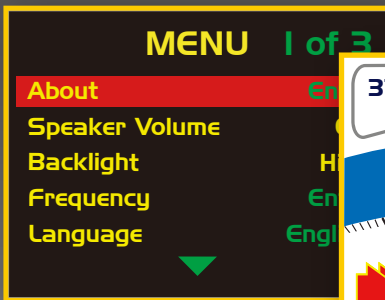 MENU 1 of 3
About
Speaker Volume
Backlight
Frequency
Language